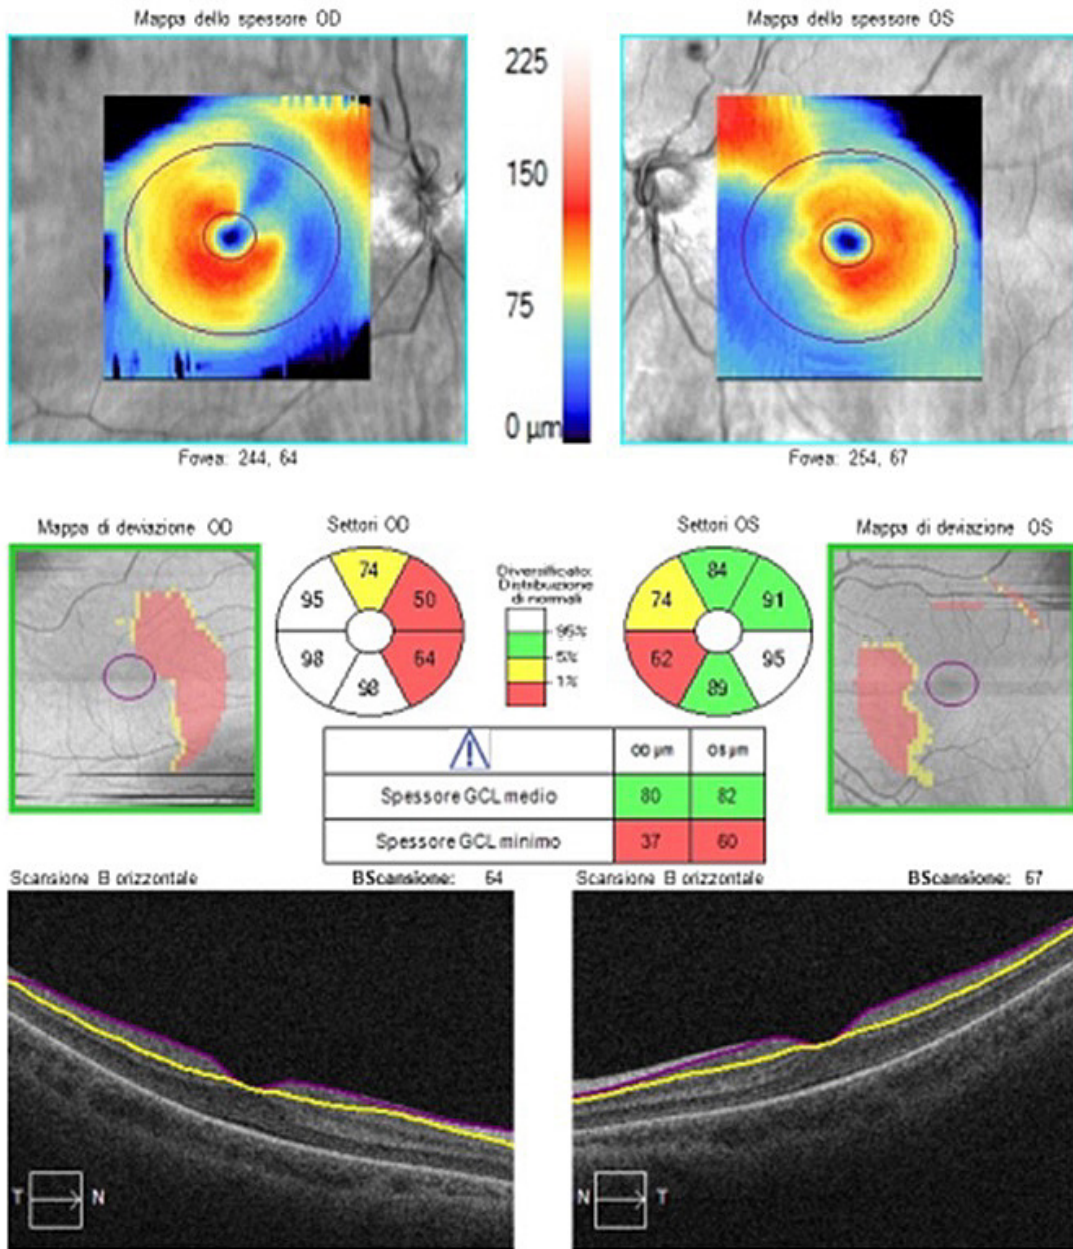 Mappa dello spessore OD
Mappa dello spessore OS
225
150
75
0 µm
Fovea: 244, 64
Fovea: 254, 67
Mappa di deviazione OD
Settori OD
Settori OS
Mappa di deviazione OS
74
95
50
98
64
98
Diversificato:
Distribuzione
di normali
95%
5%
1%
84
74
91
62
95
89
OD µm
OS µm
Spessore GCL medio
80
82
Spessore GCL minimo
37
60
Scansione B orizzontale
BScansione: 64
Scansione B orizzontale
BScansione: 67
T
N
N
T